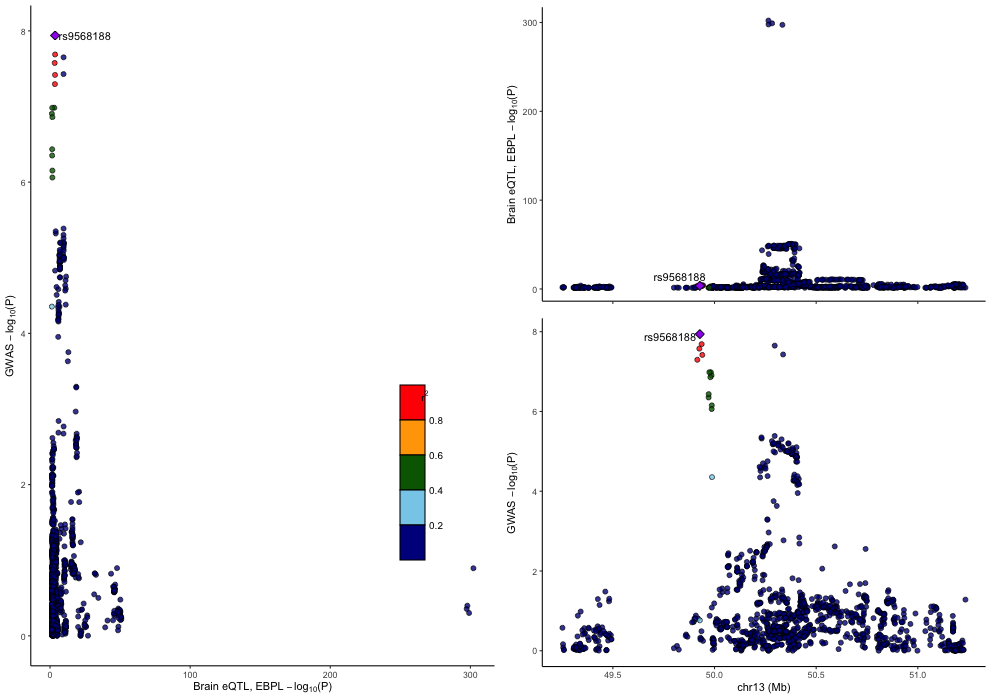 8
6
4
2
0
GWAS −log10(P)
rs9568188
r2
0.8
0.6
0.4
0.2
0
100
200
300
Brain eQTL, EBPL −log10(P)
300
200
100
0
Brain eQTL, EBPL −log10(P)
rs9568188
8
6
4
2
0
GWAS −log10(P)
rs9568188
49.5
50.0
50.5
51.0
chr13 (Mb)